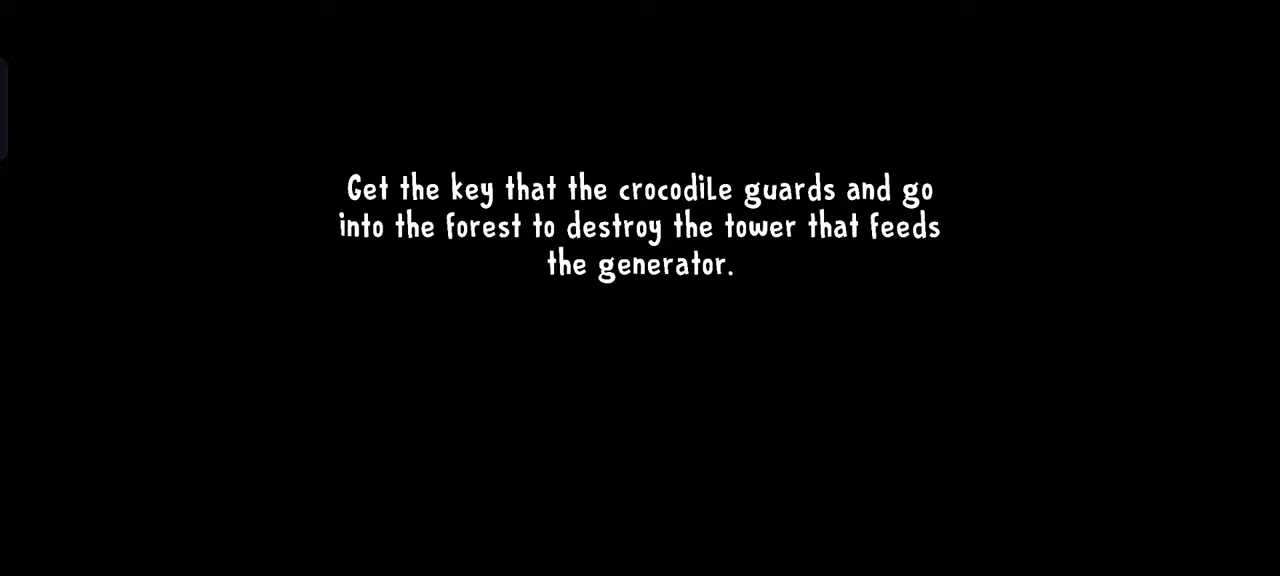 Get the key that the crocodile guards and go
into the forest to destroy the tower that feeds
the generator.